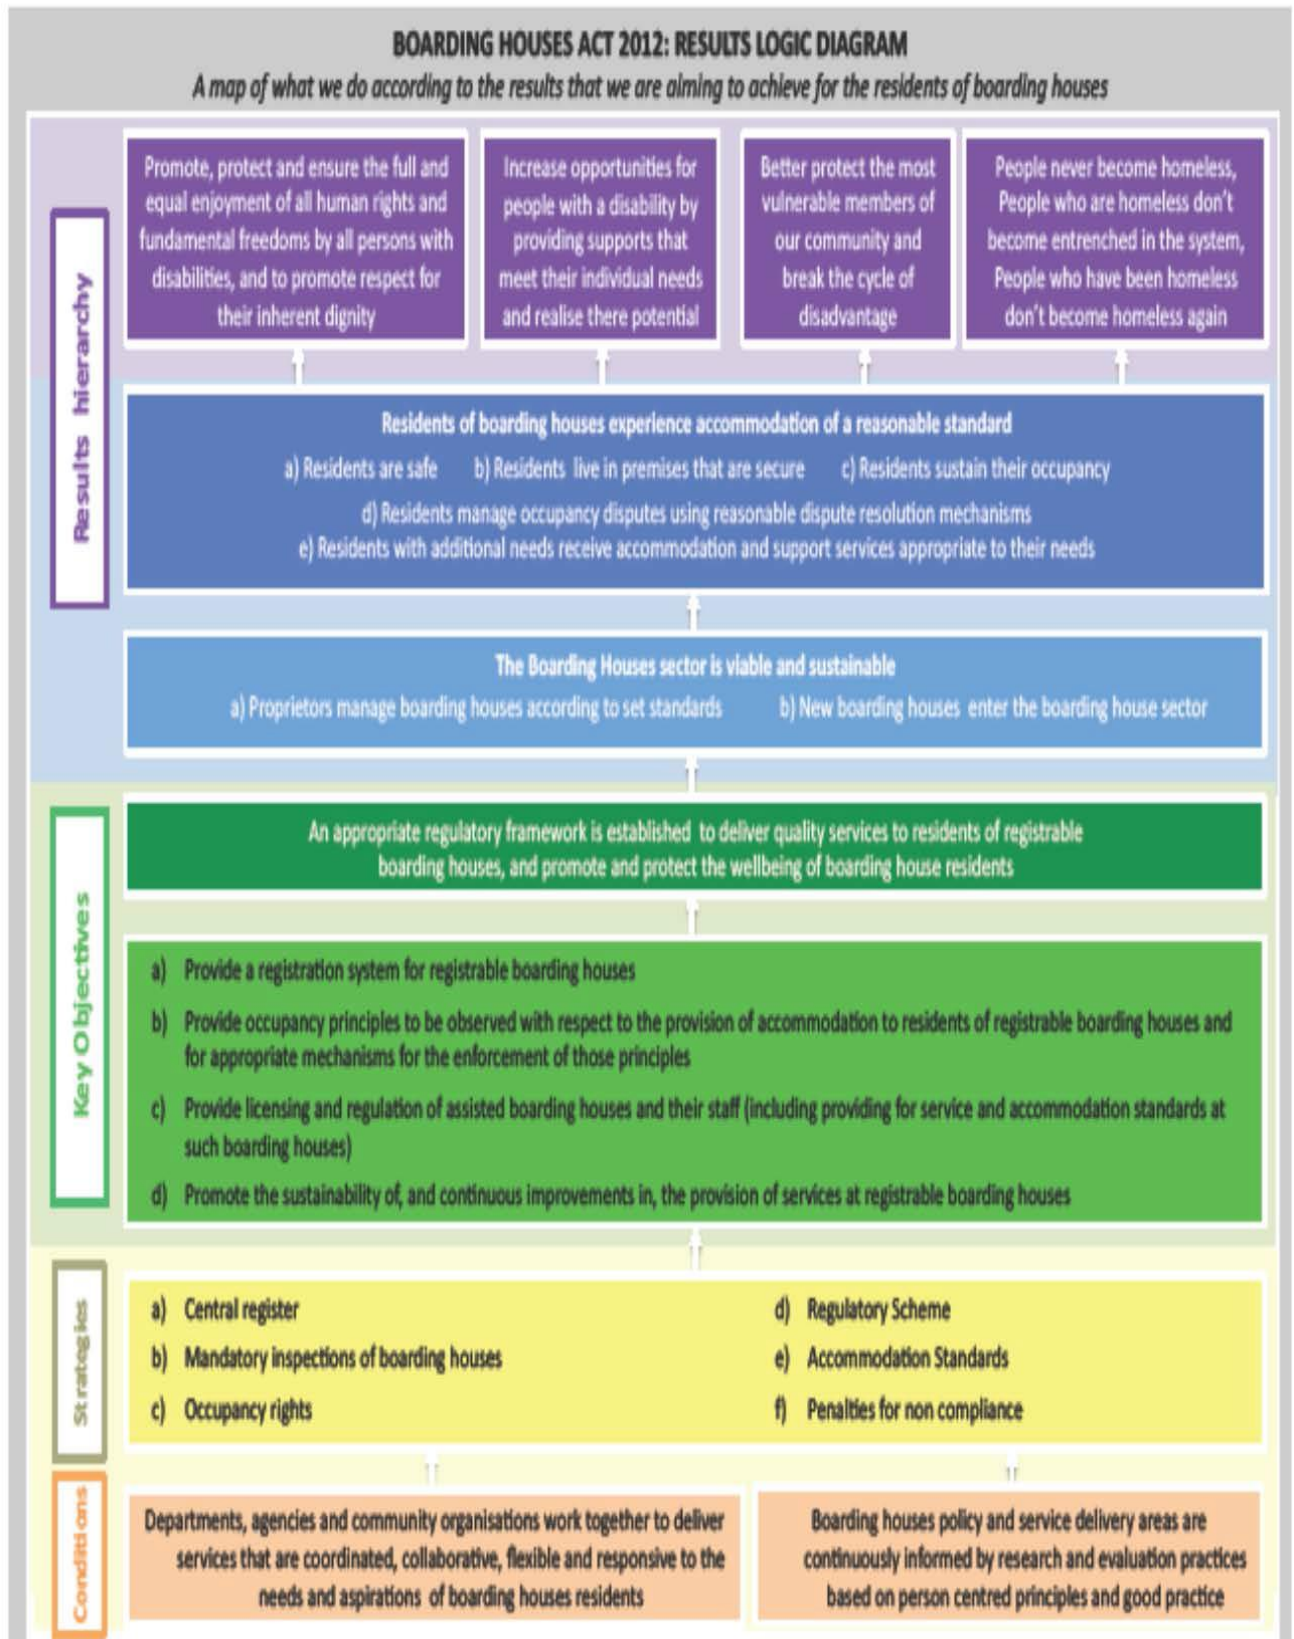 BOARDING HOUSES ACT 2012: RESULTS LOGIC DIAGRAM
A map of what we do according to the results that we are aiming to achieve for the residents of boarding houses
Results hierarchy
Promote, protect and ensure the full and
equal enjoyment of all human rights and
fundamental freedoms by all persons with
disabilities, and to promote respect for
their inherent dignity
Increase opportunities for
people with a disability by
providing supports that
meet their individual needs
and realise there potential
Better protect the most
vulnerable members of
our community and
break the cycle of
disadvantage
People never become homeless,
People who are homeless don't
become entrenched in the system,
People who have been homeless
don't become homeless again
Residents of boarding houses experience accommodation of a reasonable standard
a) Residents are safe b) Residents live in premises that are secure c) Residents sustain their occupancy
d) Residents manage occupancy disputes using reasonable dispute resolution mechanisms
e) Residents with additional needs receive accommodation and support services appropriate to their needs
The Boarding Houses sector is viable and sustainable
a) Proprietors manage boarding houses according to set standards b) New boarding houses enter the boarding house sector
Key Objectives
An appropriate regulatory framework is established to deliver quality services to residents of registrable
boarding houses, and promote and protect the wellbeing of boarding house residents
a) Provide a registration system for registrable boarding houses
b) Provide occupancy principles to be observed with respect to the provision of accommodation to residents of registrable boarding houses and
for appropriate mechanisms for the enforcement of those principles
c) Provide licensing and regulation of assisted boarding houses and their staff (including providing for service and accommodation standards at
such boarding houses)
d) Promote the sustainability of, and continuous improvements in, the provision of services at registrable boarding houses
Strategies
a) Central register
b) Mandatory inspections of boarding houses
c) Occupancy rights
d) Regulatory Scheme
e) Accommodation Standards
f) Penalties for non compliance
Conditions
Departments, agencies and community organisations work together to deliver
services that are coordinated, collaborative, flexible and responsive to the
needs and aspirations of boarding houses residents
Boarding houses policy and service delivery areas are
continuously informed by research and evaluation practices
based on person centred principles and good practice